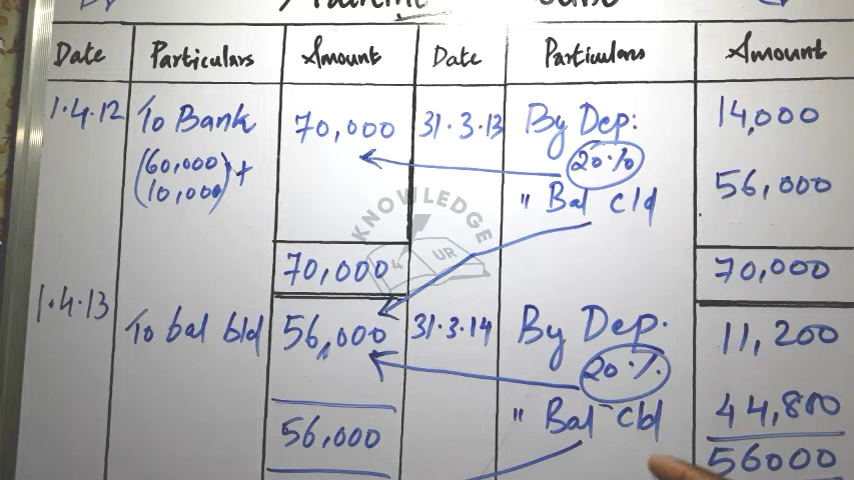 Date Particulars Amount Date Particulars Amount
1.4.12 To Bank 70,000 31.3.13 By Dep: 14,000
(60,000) + 20%
10,000) " Bal c/d 56,000
KNOWLEDGE
4 UR
70,000 70,000
1.4.13 To bal b/d 56,000 31.3.14 By Dep. 11,200
20%
" Bal c/d 44,800
56,000 56000